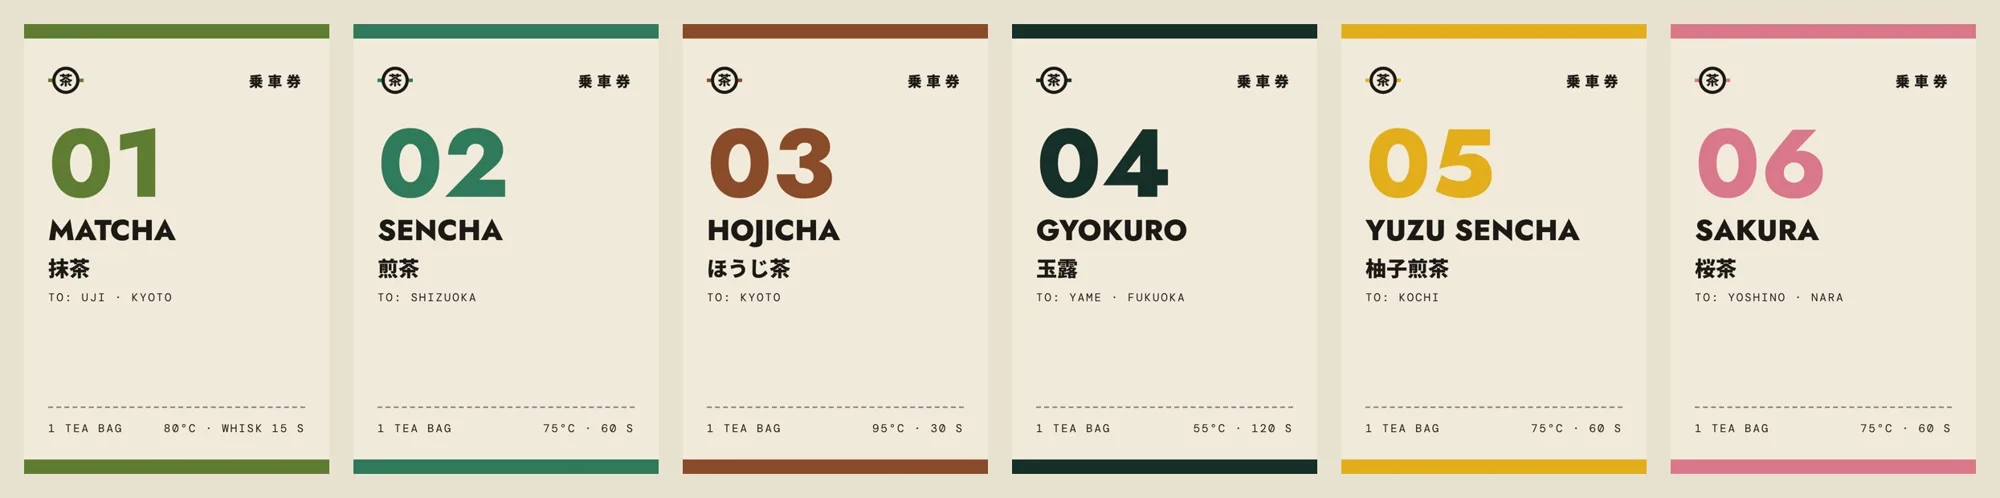 茶 乗車券
01
MATCHA
抹茶
TO: UJI · KYOTO
1 TEA BAG 80°C · WHISK 15 S
茶 乗車券
02
SENCHA
煎茶
TO: SHIZUOKA
1 TEA BAG 75°C · 60 S
茶 乗車券
03
HOJICHA
ほうじ茶
TO: KYOTO
1 TEA BAG 95°C · 30 S
茶 乗車券
04
GYOKURO
玉露
TO: YAME · FUKUOKA
1 TEA BAG 55°C · 120 S
茶 乗車券
05
YUZU SENCHA
柚子煎茶
TO: KOCHI
1 TEA BAG 75°C · 60 S
茶 乗車券
06
SAKURA
桜茶
TO: YOSHINO · NARA
1 TEA BAG 75°C · 60 S